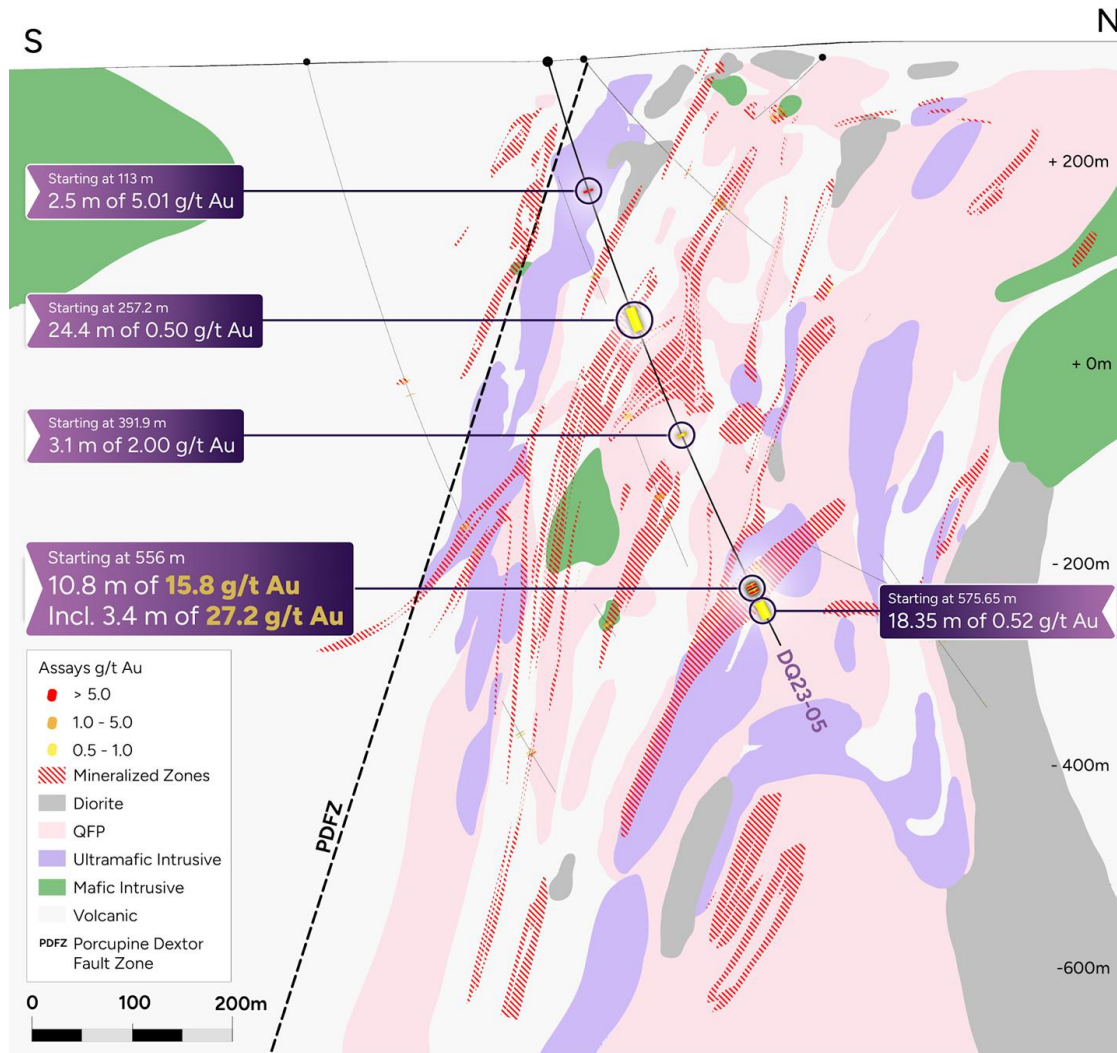 S
N
Starting at 113 m
2.5 m of 5.01 g/t Au
+ 200m
Starting at 257.2 m
24.4 m of 0.50 g/t Au
+ 0m
Starting at 391.9 m
3.1 m of 2.00 g/t Au
Starting at 556 m
10.8 m of 15.8 g/t Au
Incl. 3.4 m of 27.2 g/t Au
- 200m
Starting at 575.65 m
18.35 m of 0.52 g/t Au
DQ23-05
Assays g/t Au
> 5.0
1.0 - 5.0
0.5 - 1.0
Mineralized Zones
Diorite
QFP
Ultramafic Intrusive
Mafic Intrusive
Volcanic
PDFZ Porcupine Dextor
Fault Zone
PDFZ
- 400m
-600m
0 100 200m